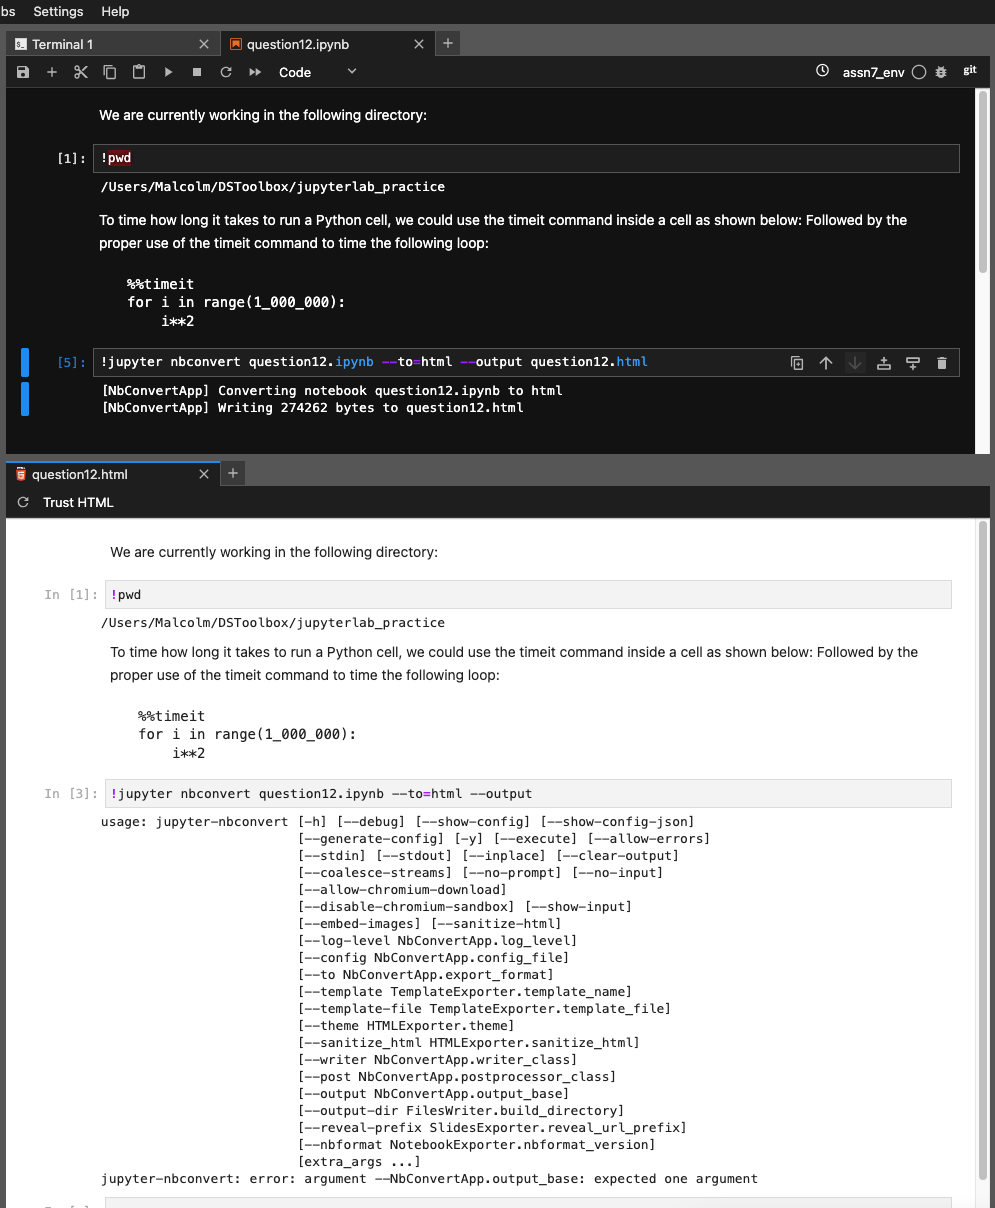 bs Settings Help
Terminal 1
question12.ipynb
Code
assn7_env
git
We are currently working in the following directory:
[1]: !pwd
/Users/Malcolm/DSToolbox/jupyterlab_practice
To time how long it takes to run a Python cell, we could use the timeit command inside a cell as shown below: Followed by the
proper use of the timeit command to time the following loop:
%%timeit
for i in range(1_000_000):
    i**2
[5]: !jupyter nbconvert question12.ipynb --to=html --output question12.html
[NbConvertApp] Converting notebook question12.ipynb to html
[NbConvertApp] Writing 274262 bytes to question12.html
question12.html
Trust HTML
We are currently working in the following directory:
In [1]: !pwd
/Users/Malcolm/DSToolbox/jupyterlab_practice
To time how long it takes to run a Python cell, we could use the timeit command inside a cell as shown below: Followed by the
proper use of the timeit command to time the following loop:
%%timeit
for i in range(1_000_000):
    i**2
In [3]: !jupyter nbconvert question12.ipynb --to=html --output
usage: jupyter-nbconvert [-h] [--debug] [--show-config] [--show-config-json]
[--generate-config] [-y] [--execute] [--allow-errors]
[--stdin] [--stdout] [--inplace] [--clear-output]
[--coalesce-streams] [--no-prompt] [--no-input]
[--allow-chromium-download]
[--disable-chromium-sandbox] [--show-input]
[--embed-images] [--sanitize-html]
[--log-level NbConvertApp.log_level]
[--config NbConvertApp.config_file]
[--to NbConvertApp.export_format]
[--template TemplateExporter.template_name]
[--template-file TemplateExporter.template_file]
[--theme HTMLExporter.theme]
[--sanitize_html HTMLExporter.sanitize_html]
[--writer NbConvertApp.writer_class]
[--post NbConvertApp.postprocessor_class]
[--output NbConvertApp.output_base]
[--output-dir FilesWriter.build_directory]
[--reveal-prefix SlidesExporter.reveal_url_prefix]
[--nbformat NotebookExporter.nbformat_version]
[extra_args ...]
jupyter-nbconvert: error: argument --NbConvertApp.output_base: expected one argument